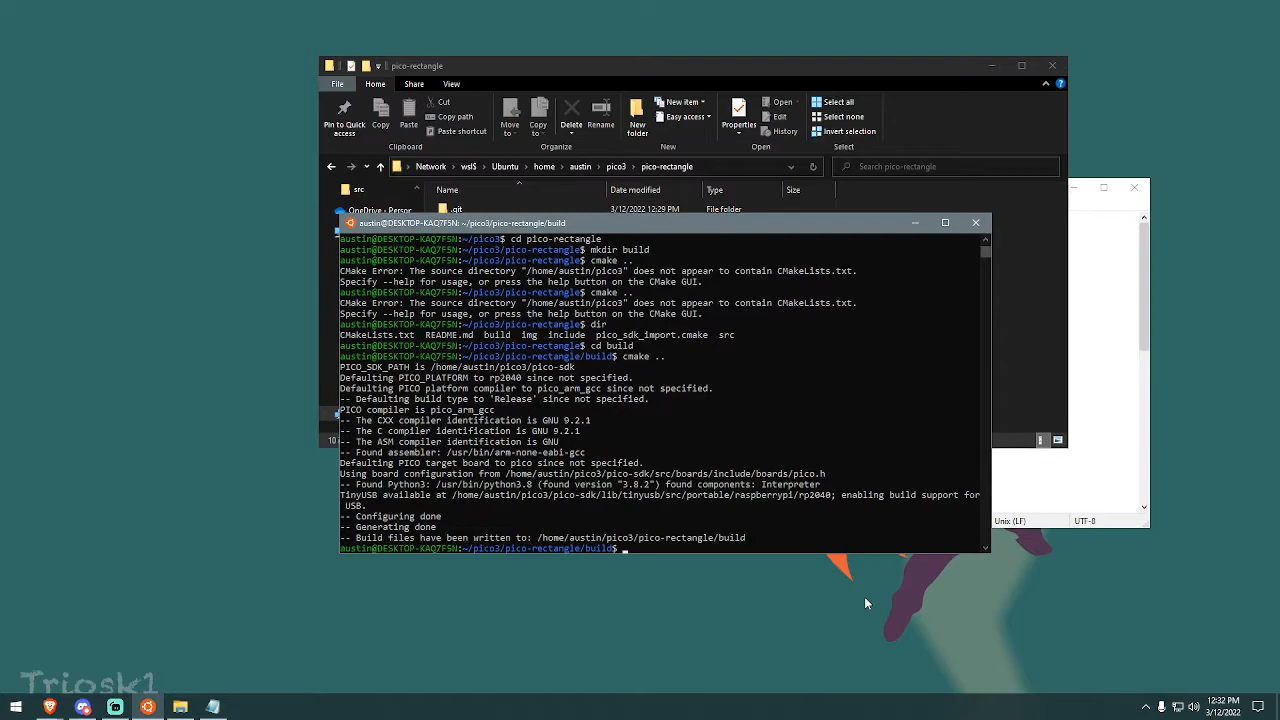 pico-rectangle
File Home Share View
Pin to Quick access
Copy
Paste
Cut
Copy path
Paste shortcut
Clipboard
Move to
Copy to
Delete
Rename
Organize
New folder
New item
Easy access
New
Properties
Open
Edit
History
Open
Select all
Select none
Invert selection
Select
Network wsl$ Ubuntu home austin pico3 pico-rectangle
Search pico-rectangle
src
OneDrive - Persor
Name Date modified Type Size
.git 3/12/2022 12:29 PM File folder
austin@DESKTOP-KAQ7F5N: ~/pico3/pico-rectangle/build
austin@DESKTOP-KAQ7F5N:~/pico3$ cd pico-rectangle
austin@DESKTOP-KAQ7F5N:~/pico3/pico-rectangle$ mkdir build
austin@DESKTOP-KAQ7F5N:~/pico3/pico-rectangle$ cmake ..
CMake Error: The source directory "/home/austin/pico3" does not appear to contain CMakeLists.txt.
Specify --help for usage, or press the help button on the CMake GUI.
austin@DESKTOP-KAQ7F5N:~/pico3/pico-rectangle$ cmake ..
CMake Error: The source directory "/home/austin/pico3" does not appear to contain CMakeLists.txt.
Specify --help for usage, or press the help button on the CMake GUI.
austin@DESKTOP-KAQ7F5N:~/pico3/pico-rectangle$ dir
CMakeLists.txt README.md build img include pico_sdk_import.cmake src
austin@DESKTOP-KAQ7F5N:~/pico3/pico-rectangle$ cd build
austin@DESKTOP-KAQ7F5N:~/pico3/pico-rectangle/build$ cmake ..
PICO_SDK_PATH is /home/austin/pico3/pico-sdk
Defaulting PICO_PLATFORM to rp2040 since not specified.
Defaulting PICO platform compiler to pico_arm_gcc since not specified.
-- Defaulting build type to 'Release' since not specified.
PICO compiler is pico_arm_gcc
-- The CXX compiler identification is GNU 9.2.1
-- The C compiler identification is GNU 9.2.1
-- The ASM compiler identification is GNU
-- Found assembler: /usr/bin/arm-none-eabi-gcc
Defaulting PICO target board to pico since not specified.
Using board configuration from /home/austin/pico3/pico-sdk/src/boards/include/boards/pico.h
-- Found Python3: /usr/bin/python3.8 (found version "3.8.2") found components: Interpreter
TinyUSB available at /home/austin/pico3/pico-sdk/lib/tinyusb/src/portable/raspberrypi/rp2040; enabling build support for
USB.
-- Configuring done
-- Generating done
-- Build files have been written to: /home/austin/pico3/pico-rectangle/build
austin@DESKTOP-KAQ7F5N:~/pico3/pico-rectangle/build$
10
Unix (LF) UTF-8
Triosk1
12:32 PM
3/12/2022